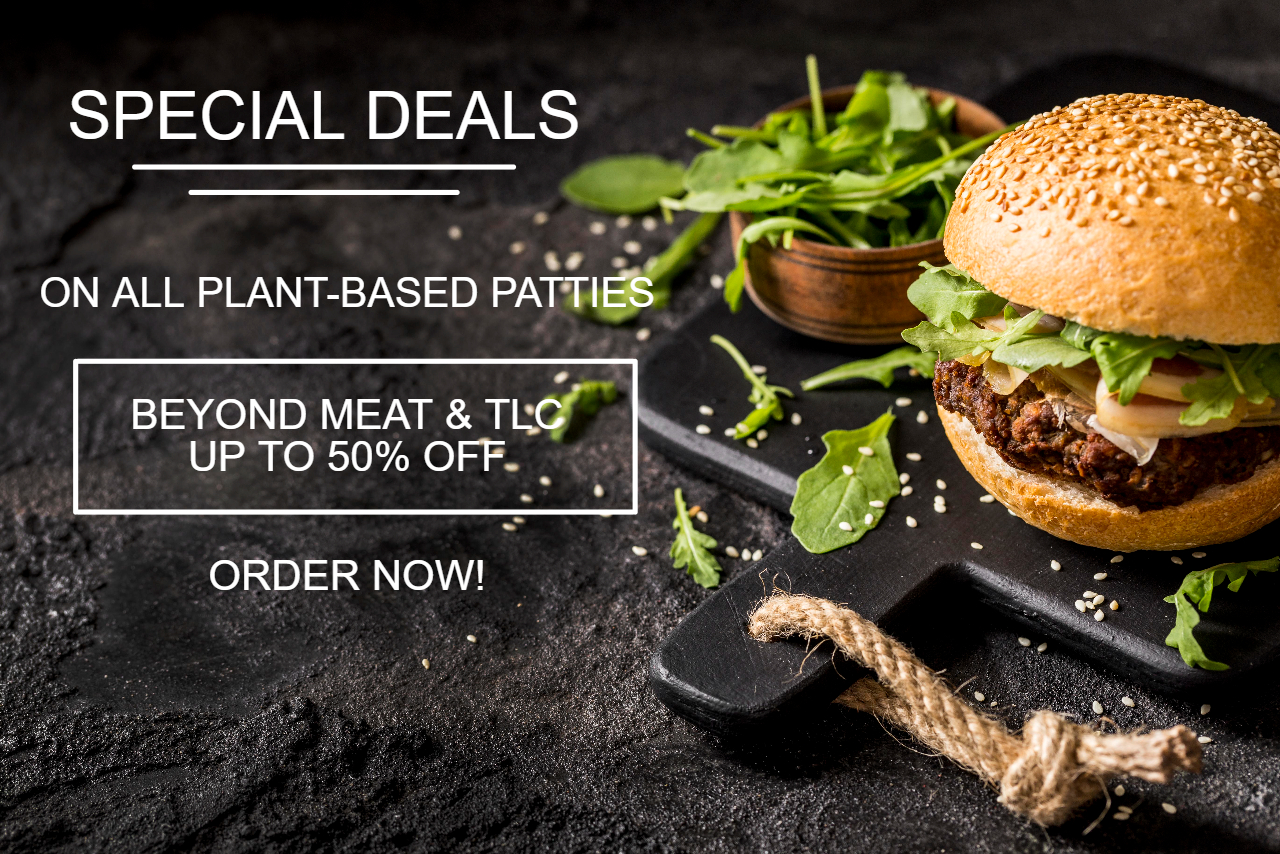 SPECIAL DEALS
ON ALL PLANT-BASED PATTIES
BEYOND MEAT & TLC
UP TO 50% OFF
ORDER NOW!